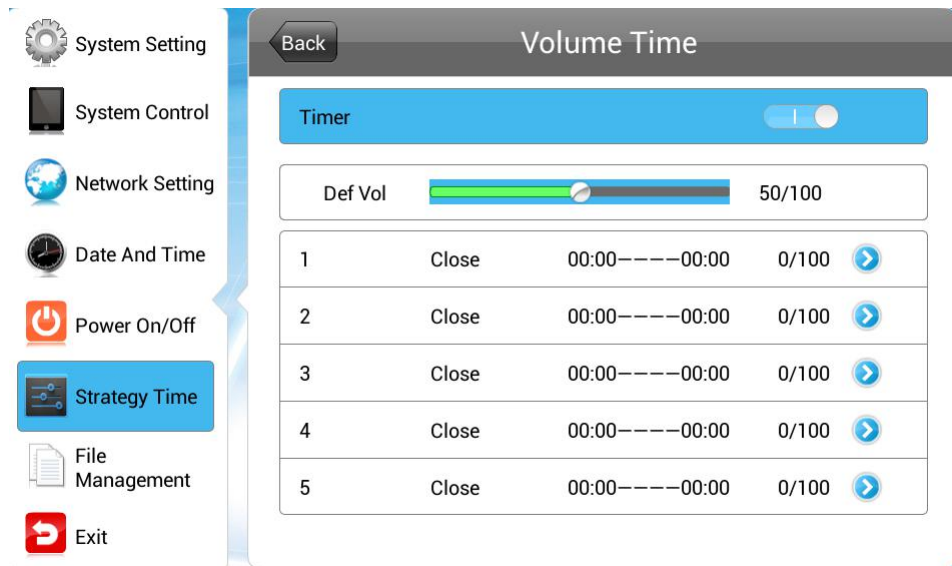 System Setting
System Control
Network Setting
Date And Time
Power On/Off
Strategy Time
File
Management
Exit
Back
Volume Time
Timer
Def Vol 50/100
1 Close 00:00----00:00 0/100
2 Close 00:00----00:00 0/100
3 Close 00:00----00:00 0/100
4 Close 00:00----00:00 0/100
5 Close 00:00----00:00 0/100